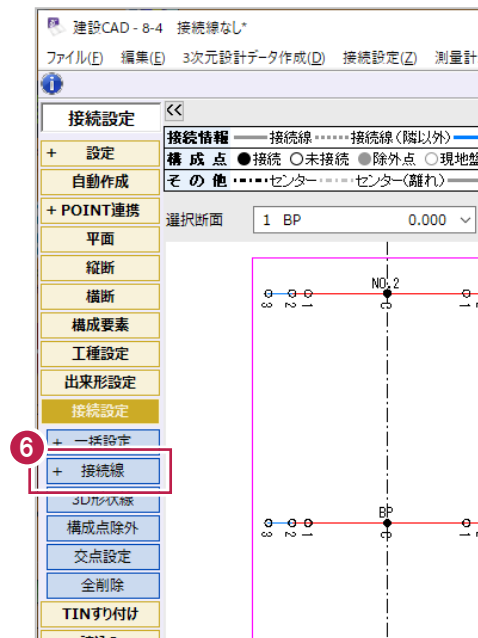 建設CAD - 8-4 接続線なし*
ファイル(F) 編集(E) 3次元設計データ作成(D) 接続設定(Z) 測量計
接続設定
<<
接続情報 接続線 接続線(隣以外)
構成点 ●接続 ○未接続 ●除外点 ○現地盤
その他 センター センター(離れ)
+ 設定
自動作成
+ POINT連携
選択断面 1 BP 0.000
平面
縦断
横断
構成要素
工種設定
出来形設定
接続設定
+ 一括設定
6
+ 接続線
3D形状線
構成点除外
交点設定
全削除
TINすり付け
NO.2
3 2 1 C 1
BP
3 2 1 C 1